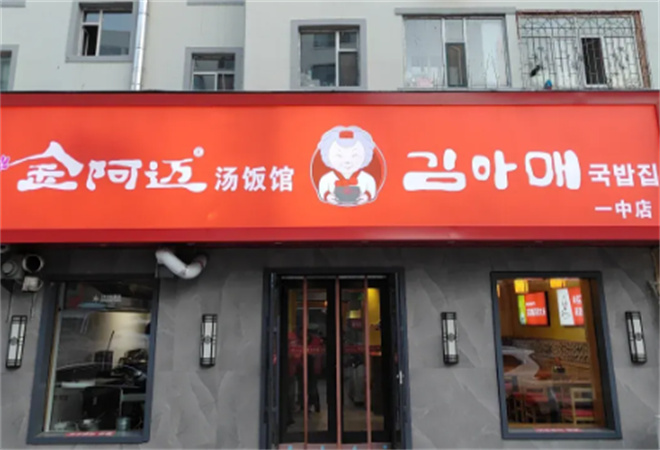 金阿迈®汤饭馆
김아매 국밥집
一中店